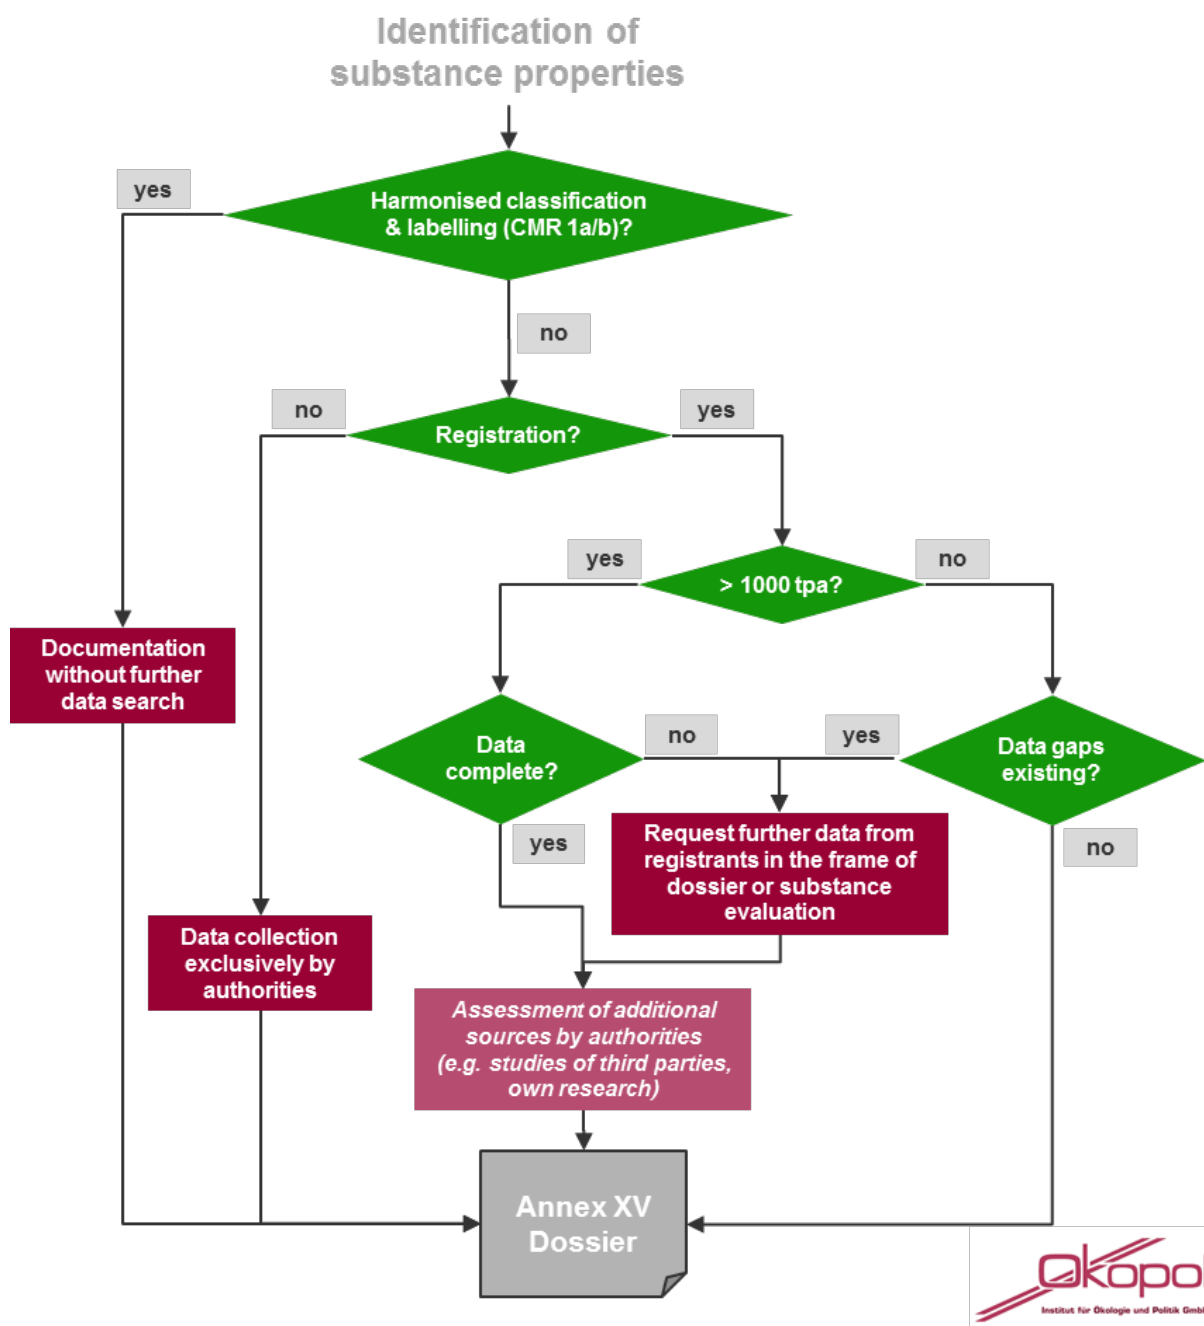 Identification of
substance properties
yes
Harmonised classification
& labelling (CMR 1a/b)?
no
no
yes
Registration?
yes
no
> 1000 tpa?
Documentation
without further
data search
Data
complete?
no
yes
Data gaps
existing?
yes
Request further data from
registrants in the frame of
dossier or substance
evaluation
no
Data collection
exclusively by
authorities
Assessment of additional
sources by authorities
(e.g. studies of third parties,
own research)
Annex XV
Dossier
Ökopol
Institut für Ökologie und Politik GmbH